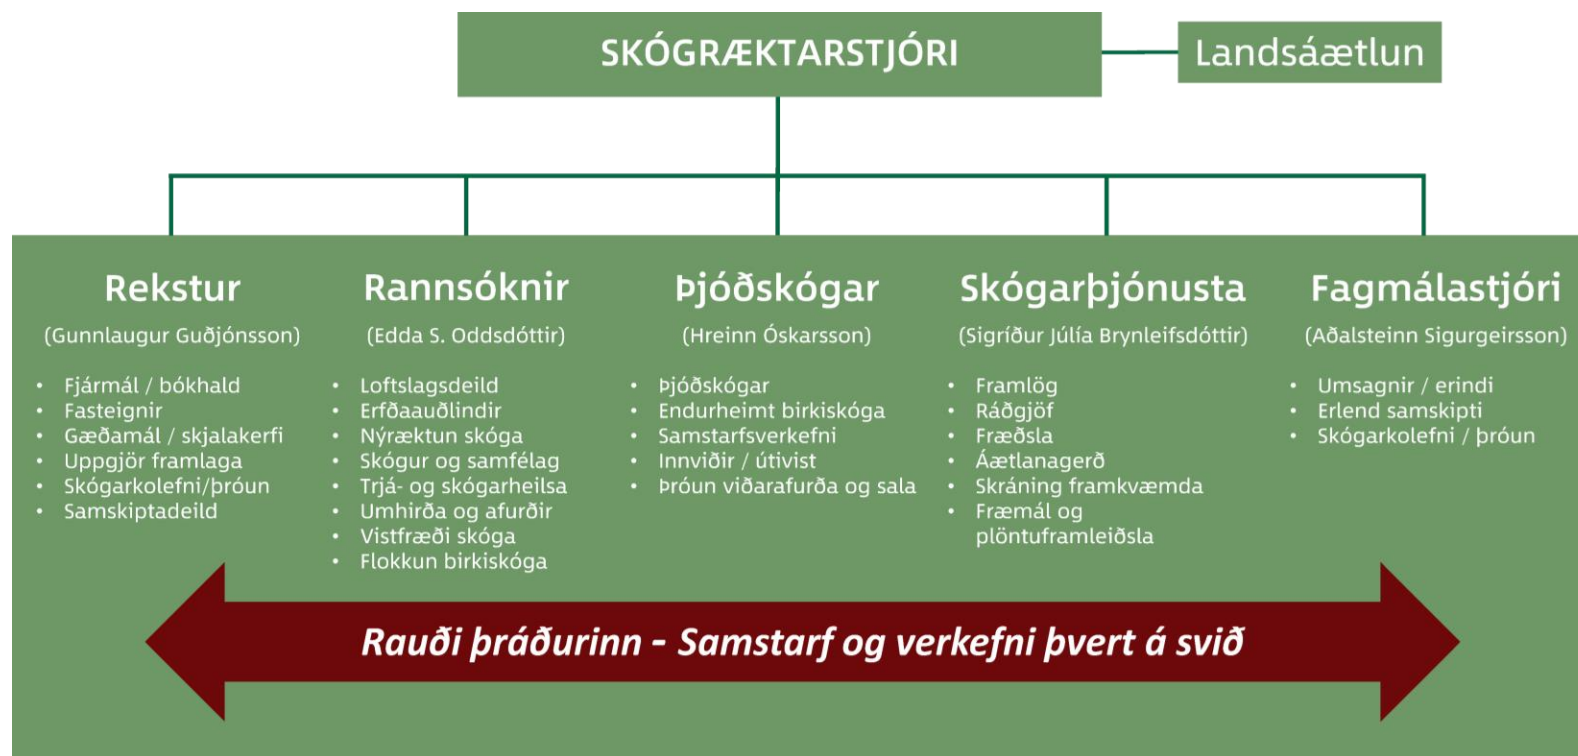 SKÓGRÆKTARSTJÓRI
Landsáætlun
Rekstur
(Gunnlaugur Guðjónsson)
• Fjármál / bókhald
• Fasteignir
• Gæðamál / skjalakerfi
• Uppgjör framlaga
• Skógarkolefni/þróun
• Samskiptadeild
Rannsóknir
(Edda S. Oddsdóttir)
• Loftslagsdeild
• Erfðaauðlindir
• Nýræktun skóga
• Skógur og samfélag
• Trjá- og skógarheilsa
• Umhirða og afurðir
• Vistfræði skóga
• Flokkun birkiskóga
Þjóðskógar
(Hreinn Óskarsson)
• Þjóðskógar
• Endurheimt birkiskóga
• Samstarfsverkefni
• Innviðir / útivist
• Þróun viðarafurða og sala
Skógarþjónusta
(Sigríður Júlía Brynleifsdóttir)
• Framlög
• Ráðgjöf
• Fræðsla
• Áætlanagerð
• Skráning framkvæmda
• Fræmál og
plöntuframleiðsla
Fagmálastjóri
(Aðalsteinn Sigurgeirsson)
• Umsagnir / erindi
• Erlend samskipti
• Skógarkolefni / þróun
Rauði þráðurinn - Samstarf og verkefni þvert á svið